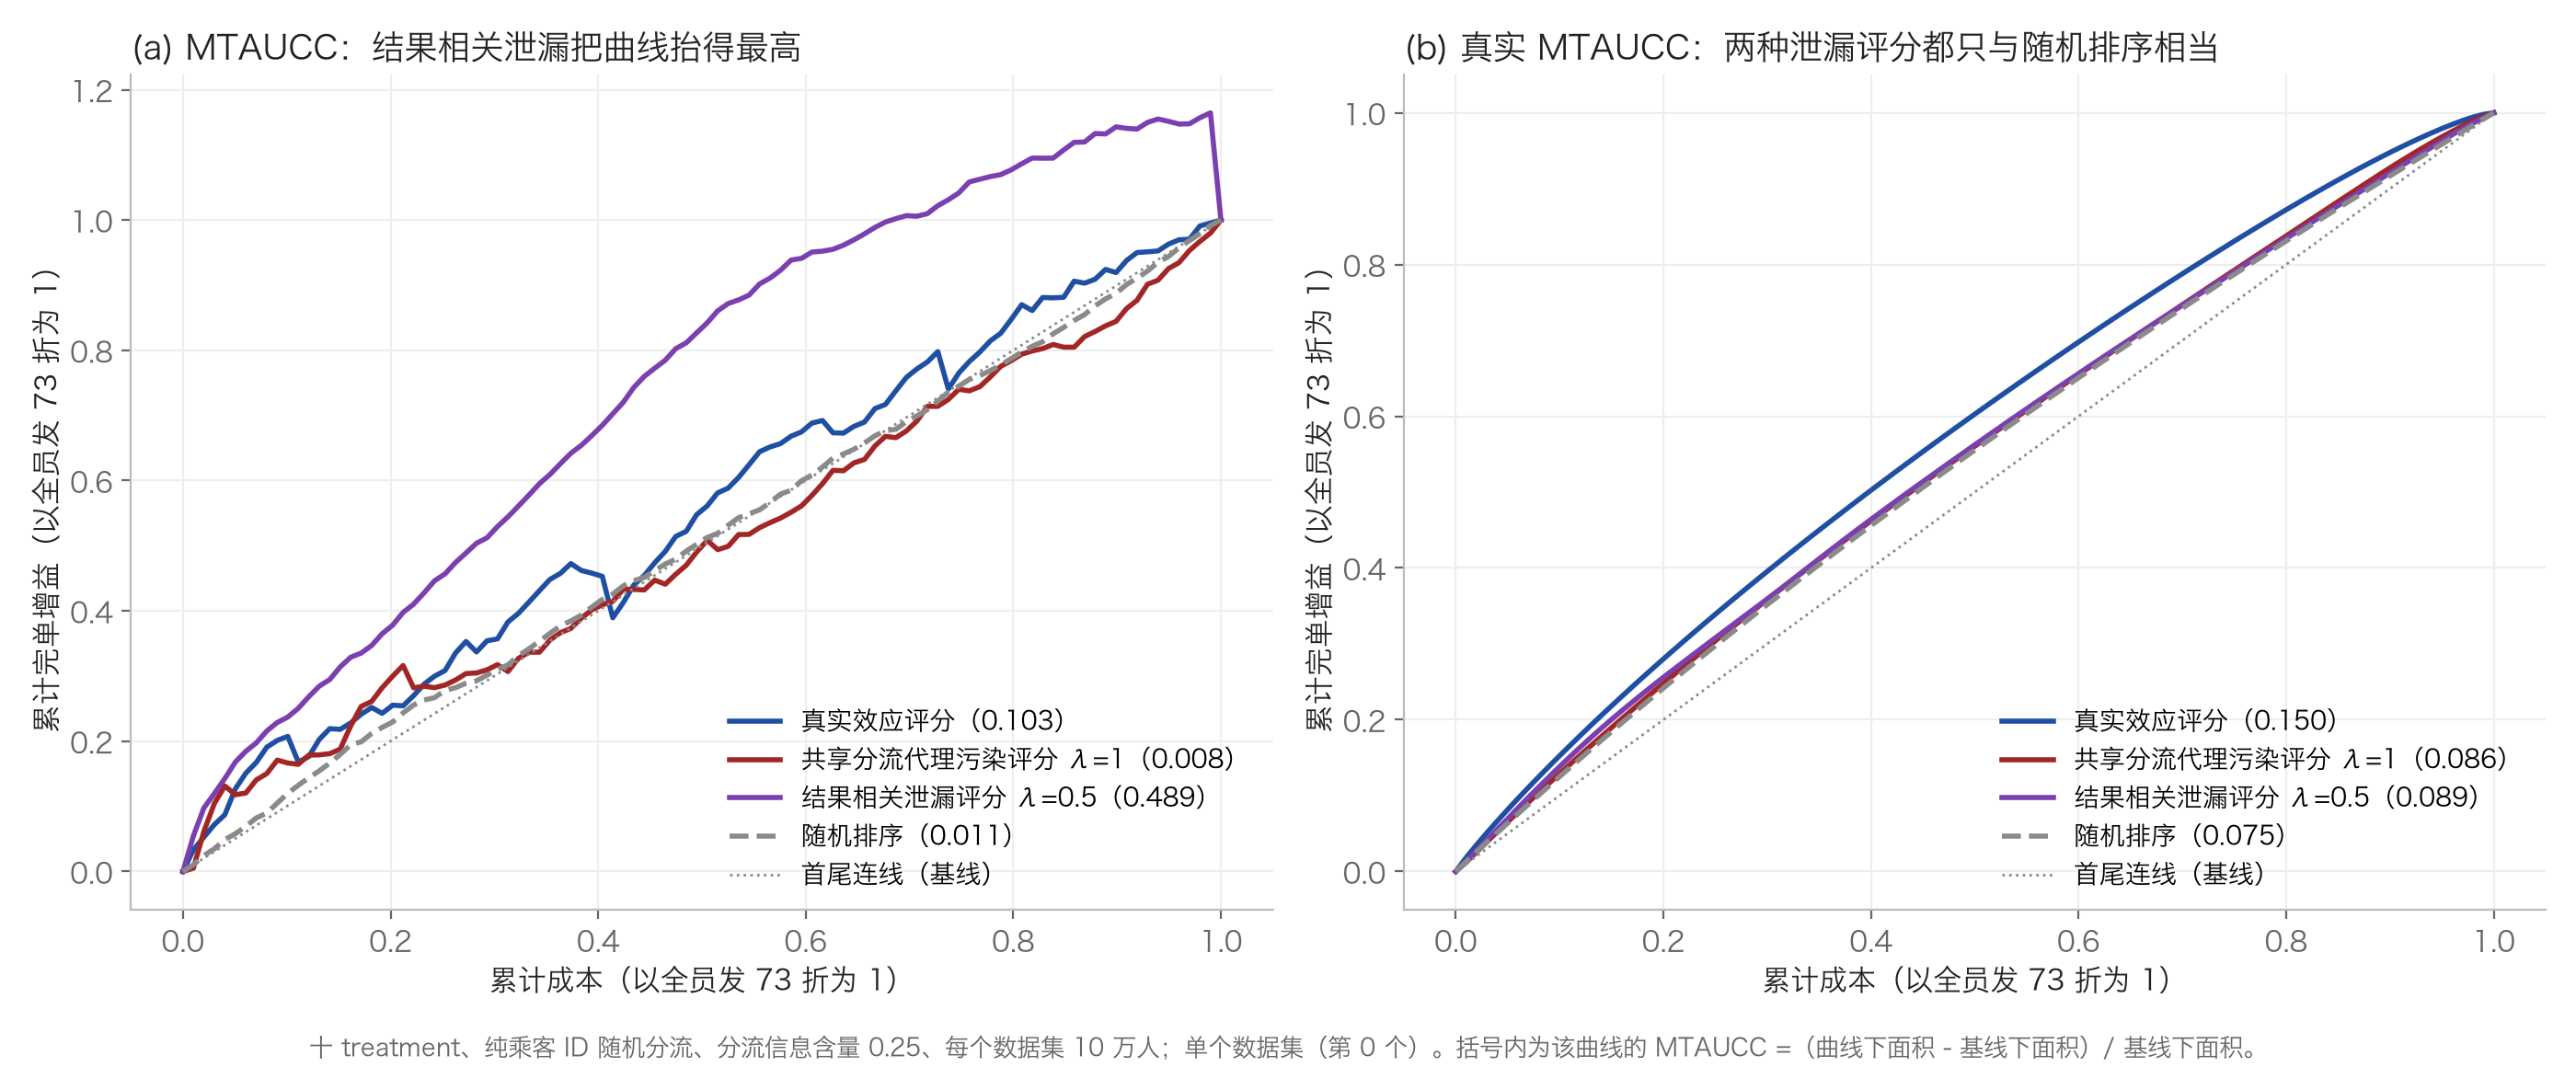 (a) MTAUCC：结果相关泄漏把曲线抬得最高
1.2
1.0
0.8
0.6
0.4
0.2
0.0
累计完单增益（以全员发 73 折为 1）
真实效应评分（0.103）
共享分流代理污染评分 λ=1（0.008）
结果相关泄漏评分 λ=0.5（0.489）
随机排序（0.011）
首尾连线（基线）
0.0 0.2 0.4 0.6 0.8 1.0
累计成本（以全员发 73 折为 1）
(b) 真实 MTAUCC：两种泄漏评分都只与随机排序相当
1.0
0.8
0.6
0.4
0.2
0.0
累计完单增益（以全员发 73 折为 1）
真实效应评分（0.150）
共享分流代理污染评分 λ=1（0.086）
结果相关泄漏评分 λ=0.5（0.089）
随机排序（0.075）
首尾连线（基线）
0.0 0.2 0.4 0.6 0.8 1.0
累计成本（以全员发 73 折为 1）
十 treatment、纯乘客 ID 随机分流、分流信息含量 0.25、每个数据集 10 万人；单个数据集（第 0 个）。括号内为该曲线的 MTAUCC =（曲线下面积 - 基线下面积）/ 基线下面积。